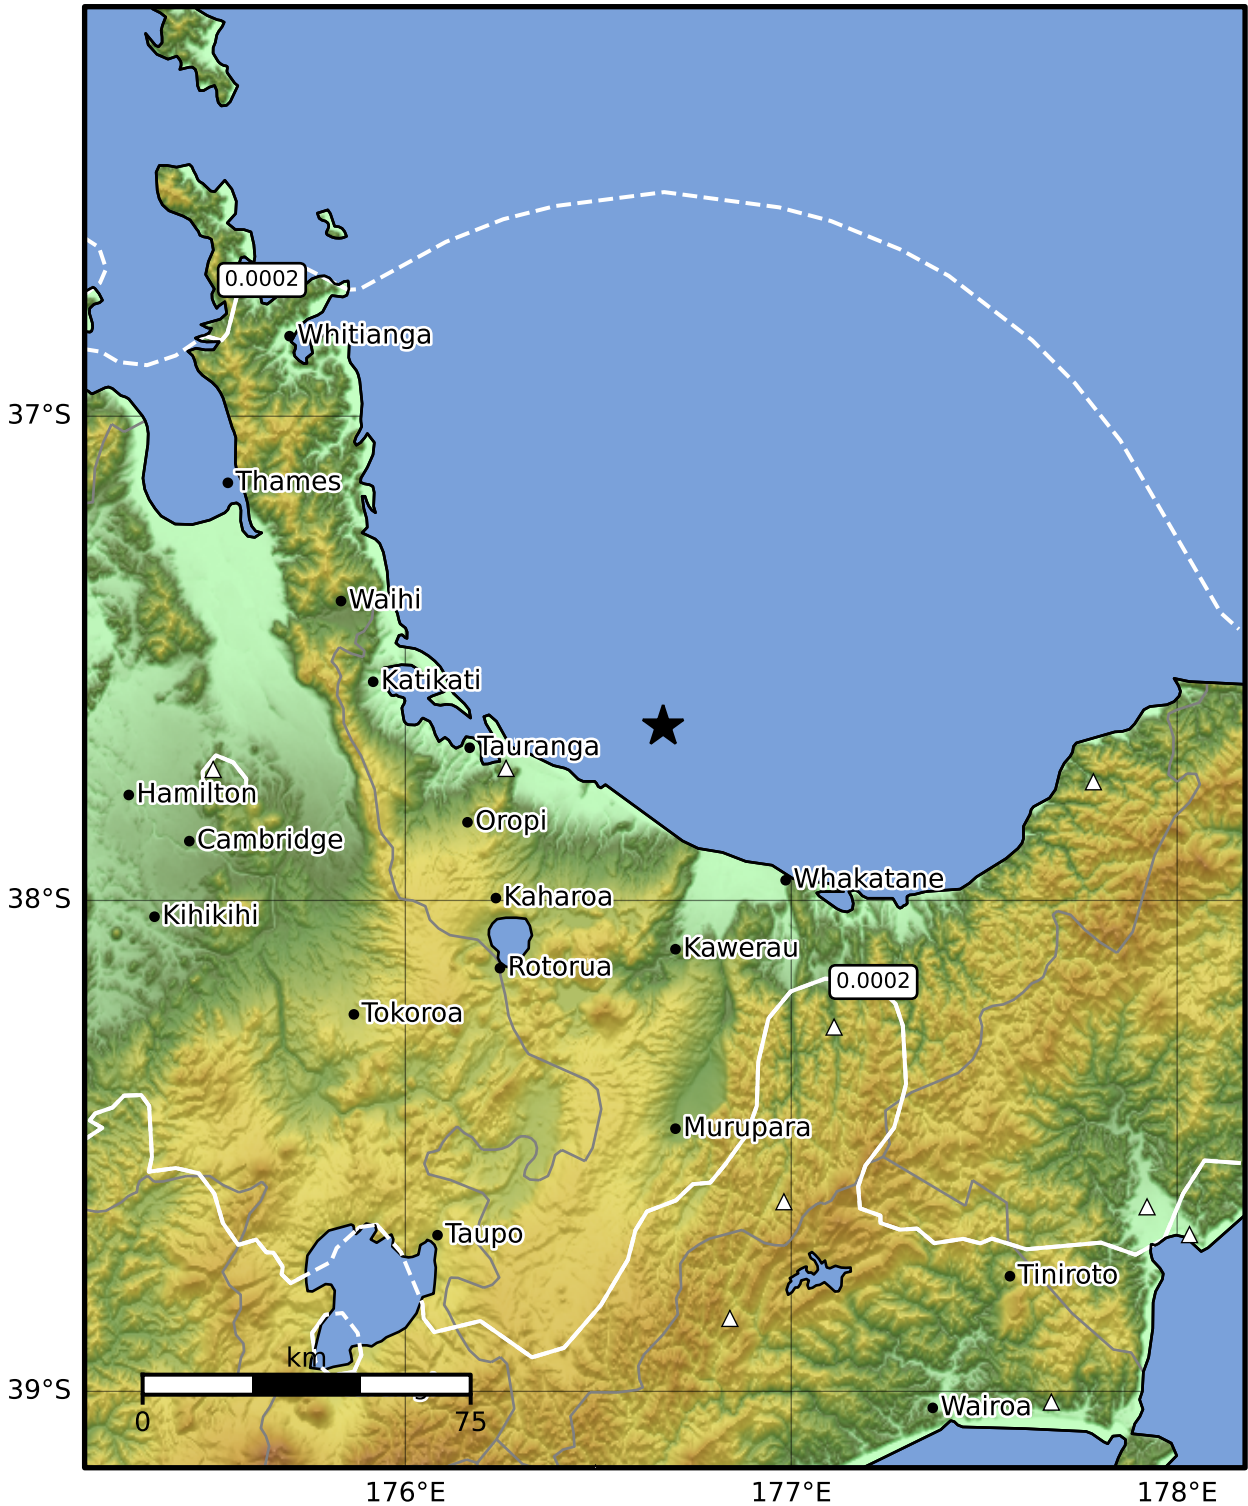 0.0002
Whitianga
37°S
Thames
Waihi
Katikati
Tauranga
Hamilton
Oropi
Cambridge
Whakatane
Kaharoa
38°S
Kihikihi
Kawerau
Rotorua
0.0002
Tokoroa
Murupara
Taupo
Tiniroto
km
39°S
Wairoa
0
75
176°E
177°E
178°E